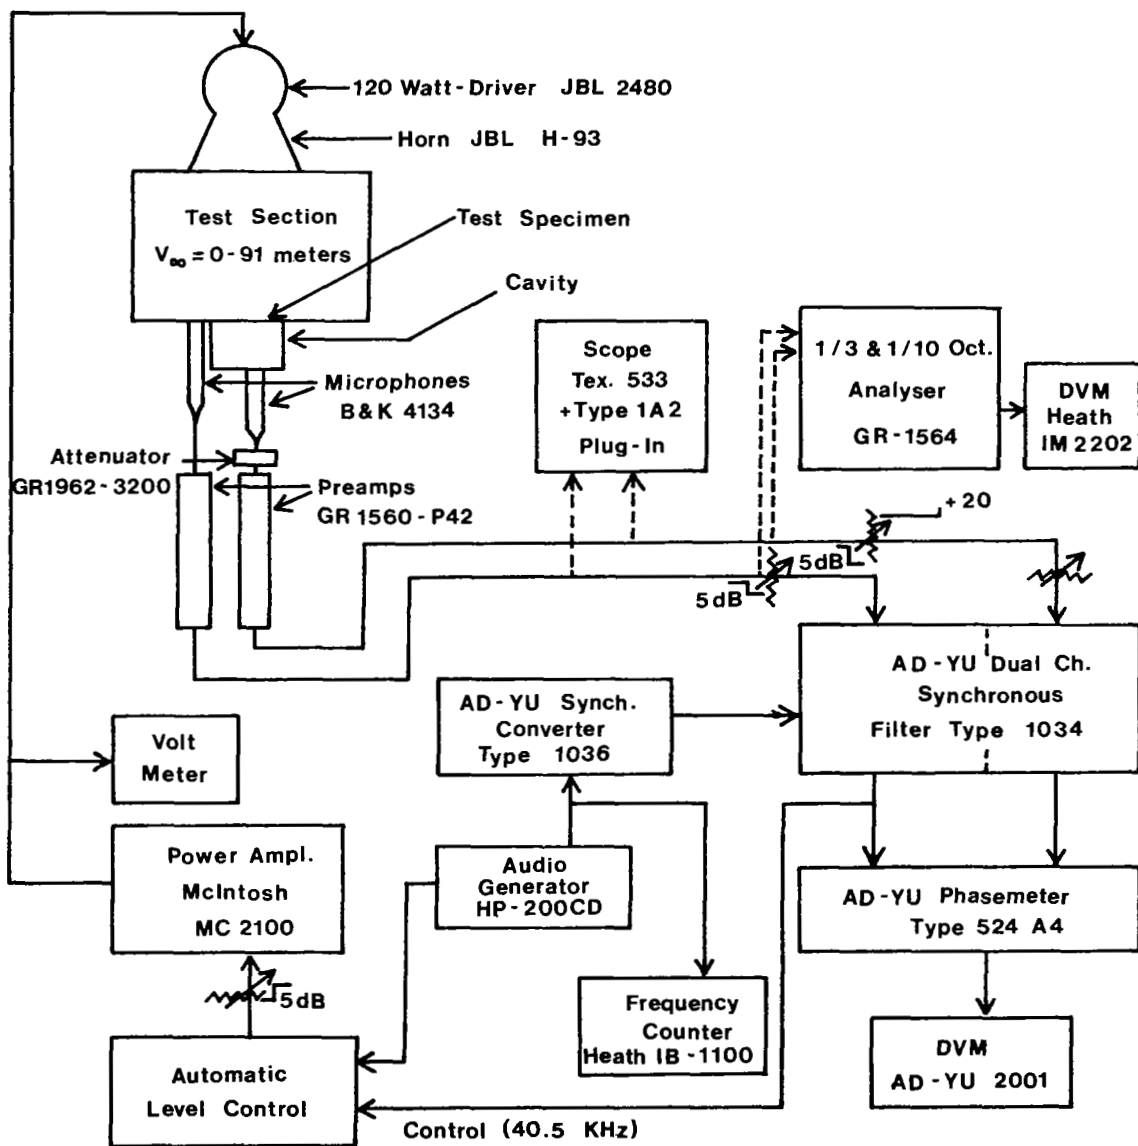 120 Watt-Driver JBL 2480
Horn JBL H-93
Test Section
V∞ = 0-91 meters
Test Specimen
Cavity
Microphones
B & K 4134
Attenuator
GR1962-3200
Preamps
GR 1560-P42
Scope
Tex. 533
+Type 1A2
Plug-In
1/3 & 1/10 Oct.
Analyser
GR-1564
DVM
Heath
IM 2202
+20
5dB
5dB
AD-YU Dual Ch.
Synchronous
Filter Type 1034
AD-YU Synch.
Converter
Type 1036
Volt
Meter
Power Ampl.
McIntosh
MC 2100
Audio
Generator
HP-200CD
AD-YU Phasemeter
Type 524 A4
5dB
Frequency
Counter
Heath IB-1100
DVM
AD-YU 2001
Automatic
Level Control
Control (40.5 KHz)